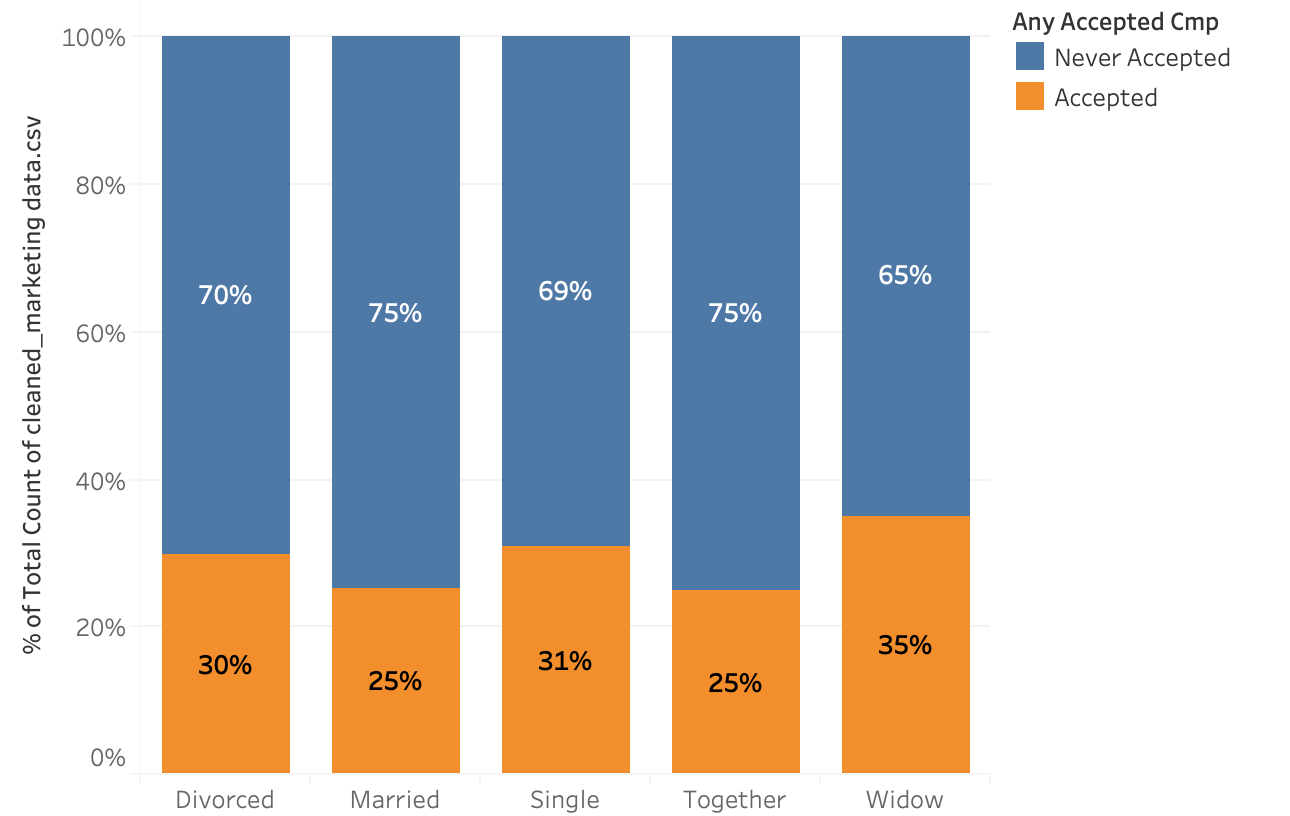 Any Accepted Cmp
Never Accepted
Accepted
% of Total Count of cleaned_marketing data.csv
100%
80%
60%
40%
20%
0%
70%
75%
69%
75%
65%
30%
25%
31%
25%
35%
Divorced
Married
Single
Together
Widow